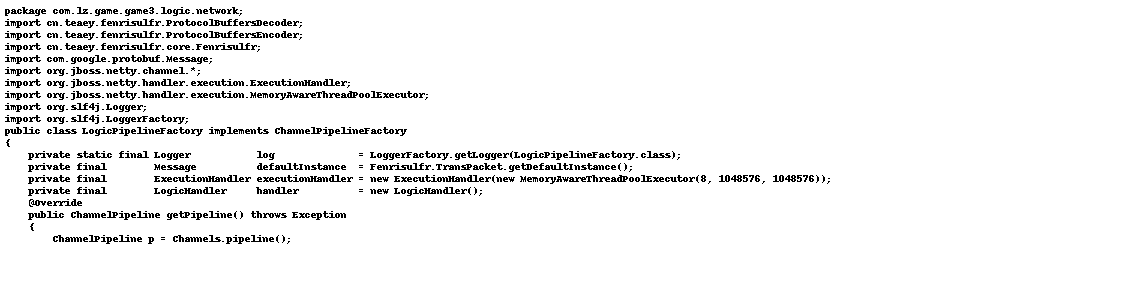 package com.lz.game.game3.logic.network;
import cn.teaey.fenrisulfr.ProtocolBuffersDecoder;
import cn.teaey.fenrisulfr.ProtocolBuffersEncoder;
import cn.teaey.fenrisulfr.core.Fenrisulfr;
import com.google.protobuf.Message;
import org.jboss.netty.channel.*;
import org.jboss.netty.handler.execution.ExecutionHandler;
import org.jboss.netty.handler.execution.MemoryAwareThreadPoolExecutor;
import org.slf4j.Logger;
import org.slf4j.LoggerFactory;
public class LogicPipelineFactory implements ChannelPipelineFactory
{
    private static final Logger           log              = LoggerFactory.getLogger(LogicPipelineFactory.class);
    private final        Message          defaultInstance  = Fenrisulfr.TransPacket.getDefaultInstance();
    private final        ExecutionHandler executionHandler = new ExecutionHandler(new MemoryAwareThreadPoolExecutor(8, 1048576, 1048576));
    private final        LogicHandler     handler          = new LogicHandler();
    @Override
    public ChannelPipeline getPipeline() throws Exception
    {
        ChannelPipeline p = Channels.pipeline();